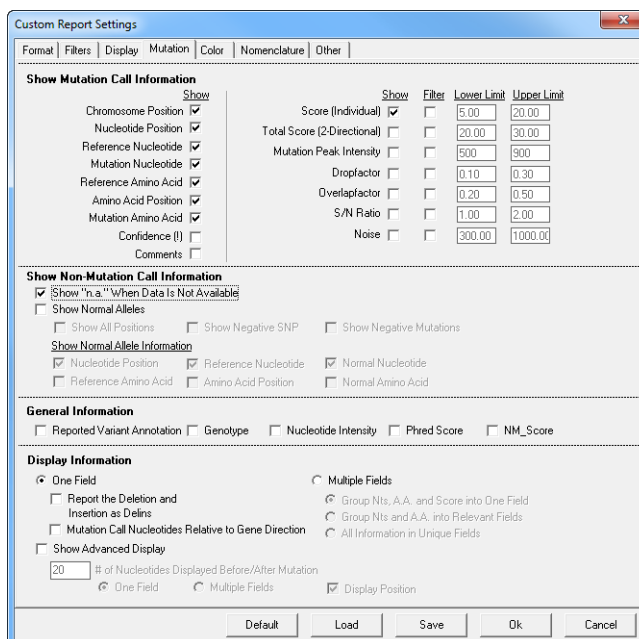 Custom Report Settings
Format Filters Display Mutation Color Nomenclature Other
Show Mutation Call Information
Show
Chromosome Position
Nucleotide Position
Reference Nucleotide
Mutation Nucleotide
Reference Amino Acid
Amino Acid Position
Mutation Amino Acid
Confidence (!)
Comments
Show Filter Lower Limit Upper Limit
Score (Individual) 5.00 20.00
Total Score (2-Directional) 20.00 30.00
Mutation Peak Intensity 500 900
Dropfactor 0.10 0.30
Overlapfactor 0.20 0.50
S/N Ratio 1.00 2.00
Noise 300.00 1000.00
Show Non-Mutation Call Information
Show "n.a." When Data Is Not Available
Show Normal Alleles
Show All Positions Show Negative SNP Show Negative Mutations
Show Normal Allele Information
Nucleotide Position Reference Nucleotide Normal Nucleotide
Reference Amino Acid Amino Acid Position Normal Amino Acid
General Information
Reported Variant Annotation Genotype Nucleotide Intensity Phred Score NM_Score
Display Information
One Field
Report the Deletion and
Insertion as Delins
Mutation Call Nucleotides Relative to Gene Direction
Multiple Fields
Group Nts, A.A. and Score into One Field
Group Nts and A.A. into Relevant Fields
All Information in Unique Fields
Show Advanced Display
20 # of Nucleotides Displayed Before/After Mutation
One Field Multiple Fields Display Position
Default Load Save Ok Cancel